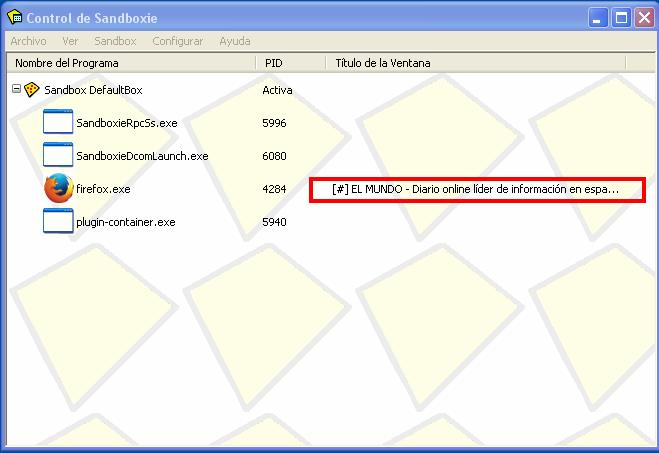 Control de Sandboxie
Archivo Ver Sandbox Configurar Ayuda
Nombre del Programa PID Título de la Ventana
Sandbox DefaultBox Activa
SandboxieRpcSs.exe 5996
SandboxieDcomLaunch.exe 6080
firefox.exe 4284 [#] EL MUNDO - Diario online líder de información en espa...
plugin-container.exe 5940